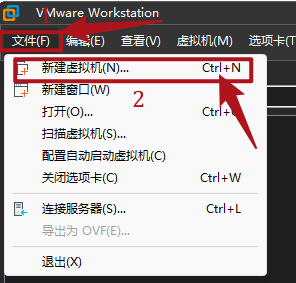 VMware Workstation
1
文件(F) 编辑(E) 查看(V) 虚拟机(M) 选项卡(T)
新建虚拟机(N)... Ctrl+N
新建窗口(W)
2
打开(O)... Ctrl+
扫描虚拟机(S)...
配置自动启动虚拟机(C)
关闭选项卡(C) Ctrl+W
连接服务器(S)... Ctrl+L
导出为 OVF(E)...
退出(X)